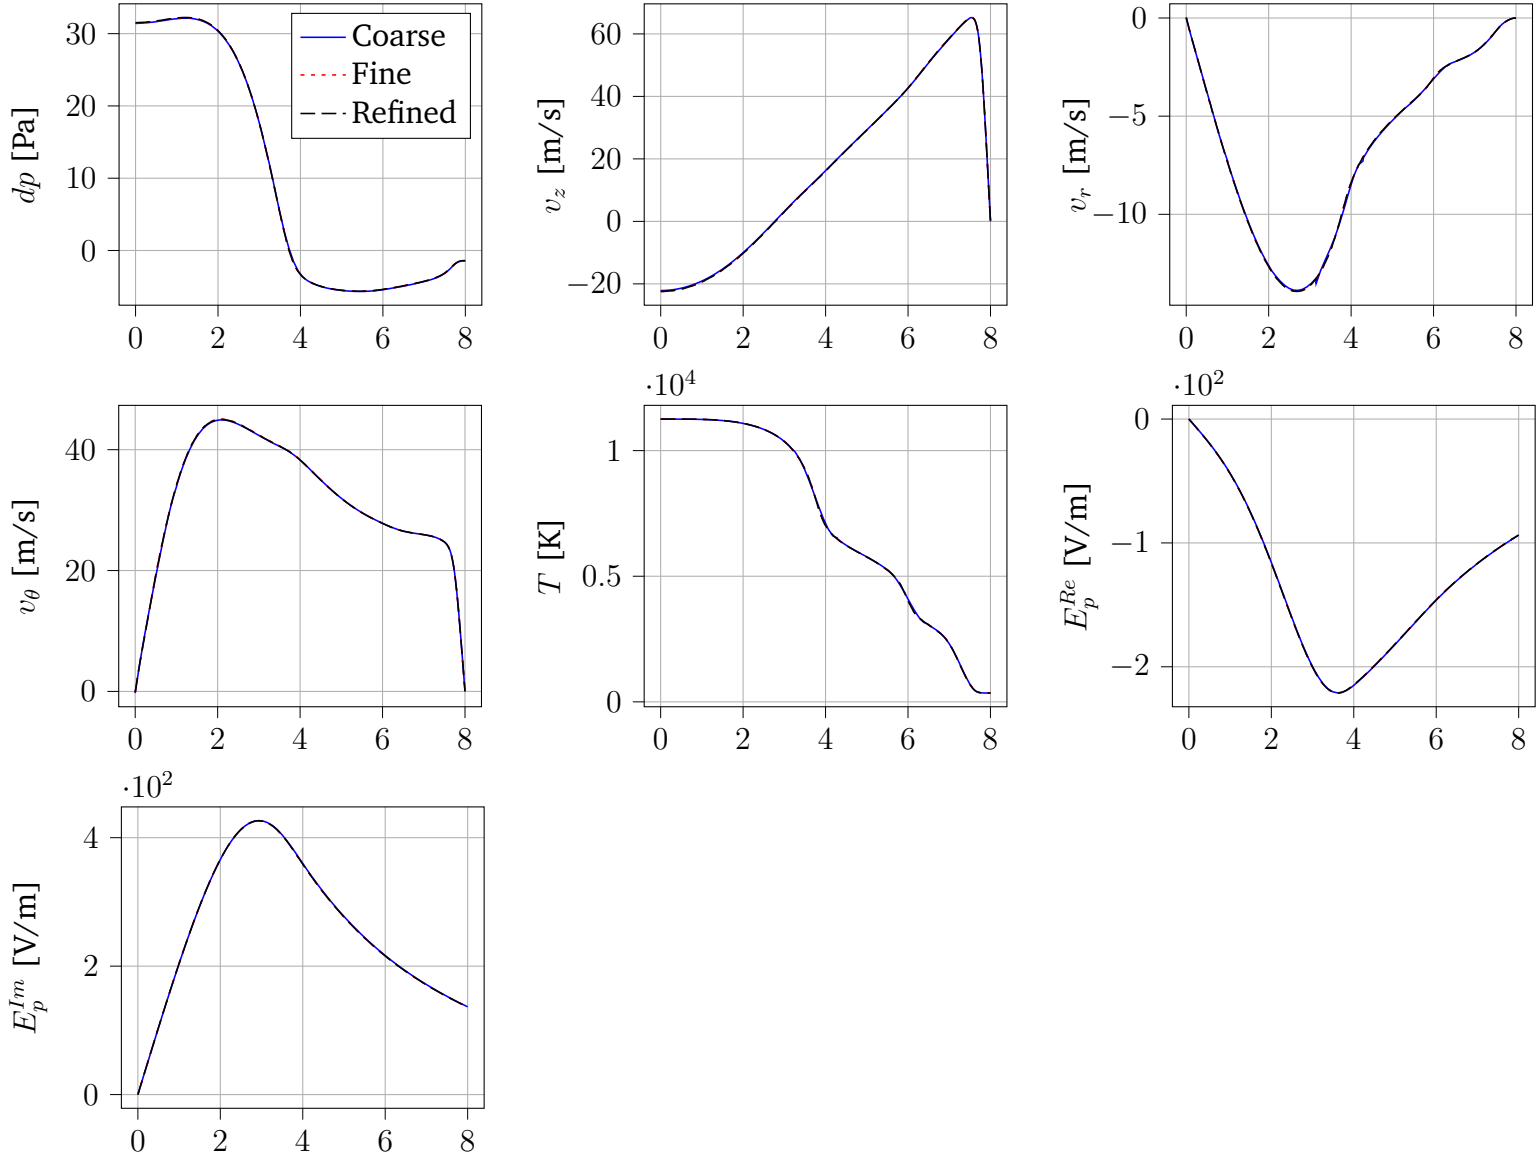 30
20
10
0
dp [Pa]
Coarse
Fine
Refined
0 2 4 6 8
60
40
20
0
−20
v_z [m/s]
0 2 4 6 8
0
−5
−10
v_r [m/s]
0 2 4 6 8
40
20
0
v_θ [m/s]
0 2 4 6 8
·10^4
1
0.5
0
T [K]
0 2 4 6 8
·10^2
0
−1
−2
E_p^{Re} [V/m]
0 2 4 6 8
·10^2
4
2
0
E_p^{Im} [V/m]
0 2 4 6 8